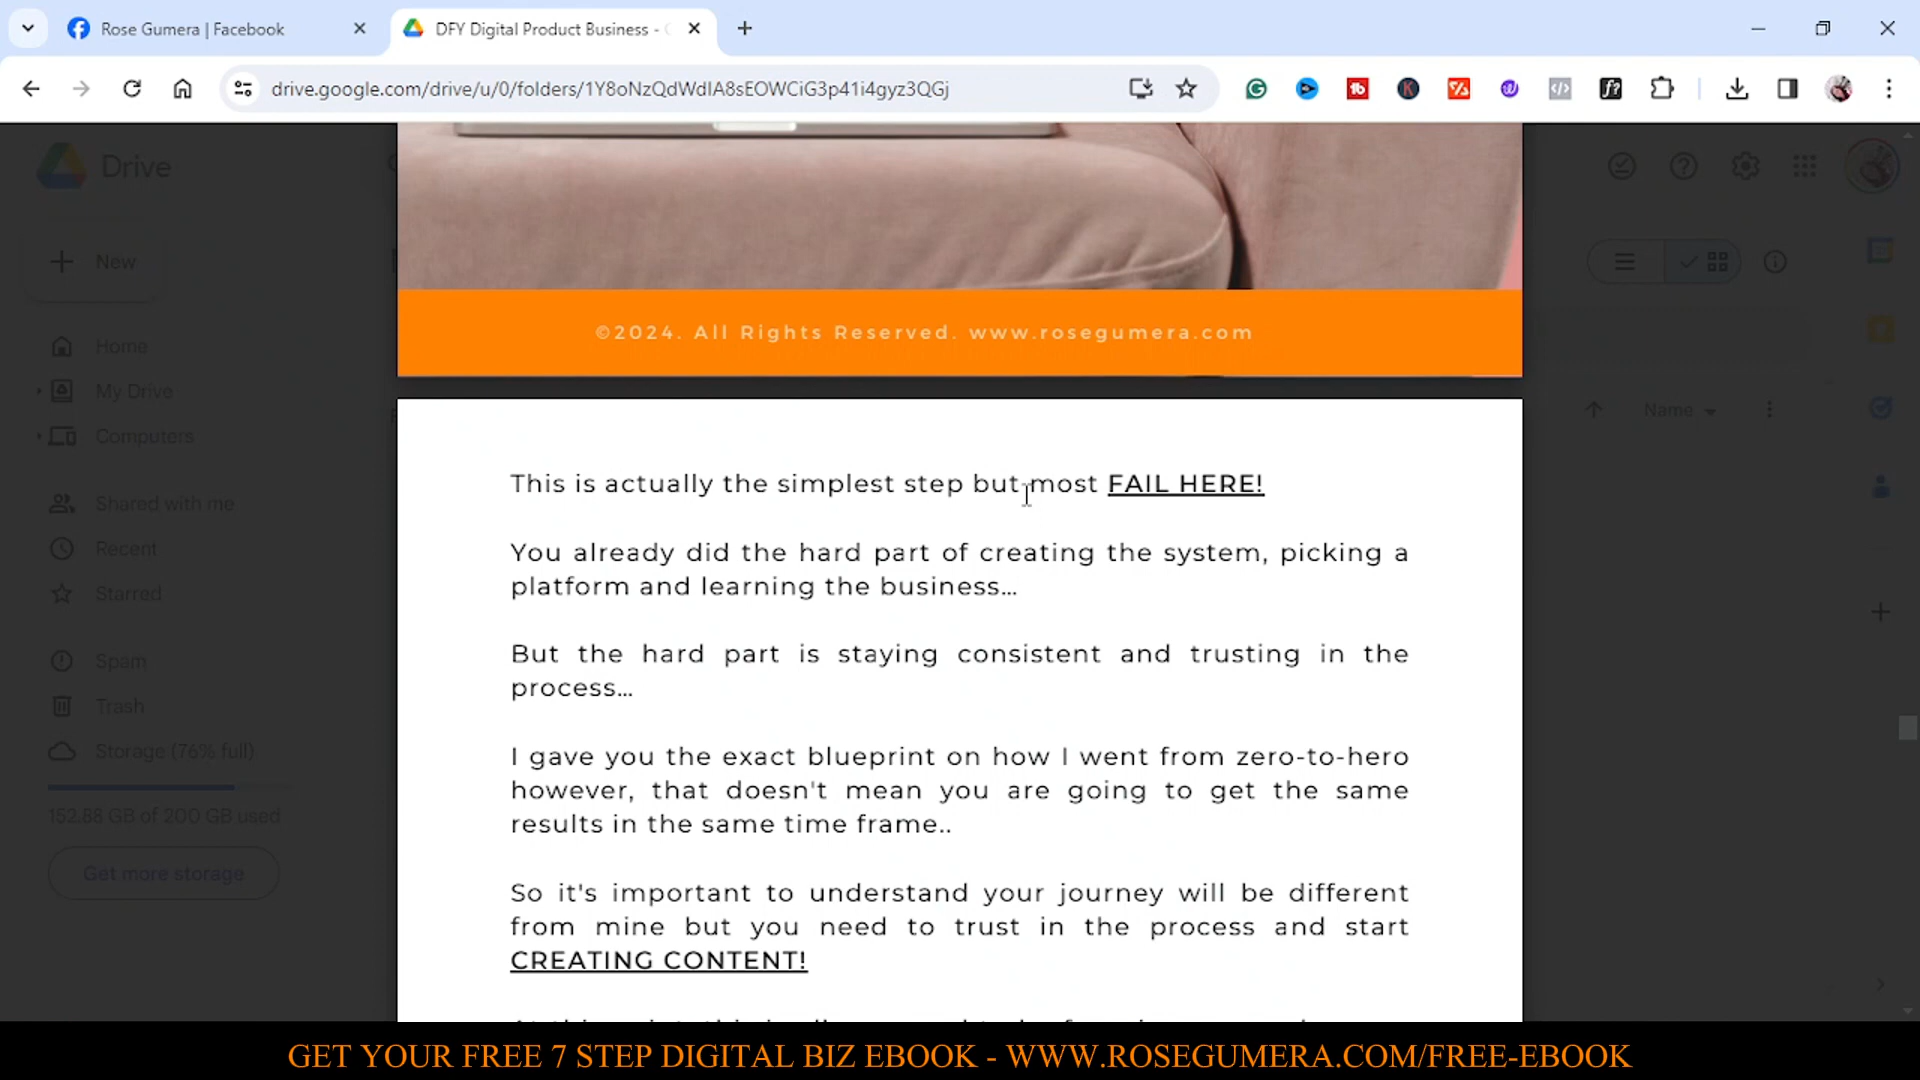 Rose Gumera | Facebook
DFY Digital Product Business -
drive.google.com/drive/u/0/folders/1Y8oNzQdWdIA8sEOWCiG3p41i4gyz3QGj
Drive
New
Home
My Drive
Computers
Shared with me
Recent
Starred
Spam
Trash
Storage (76% full)
152.88 GB of 200 GB used
Get more storage
Name
©2024. All Rights Reserved. www.rosegumera.com
This is actually the simplest step but most FAIL HERE!
You already did the hard part of creating the system, picking a
platform and learning the business...
But the hard part is staying consistent and trusting in the
process...
I gave you the exact blueprint on how I went from zero-to-hero
however, that doesn't mean you are going to get the same
results in the same time frame..
So it's important to understand your journey will be different
from mine but you need to trust in the process and start
CREATING CONTENT!
GET YOUR FREE 7 STEP DIGITAL BIZ EBOOK - WWW.ROSEGUMERA.COM/FREE-EBOOK